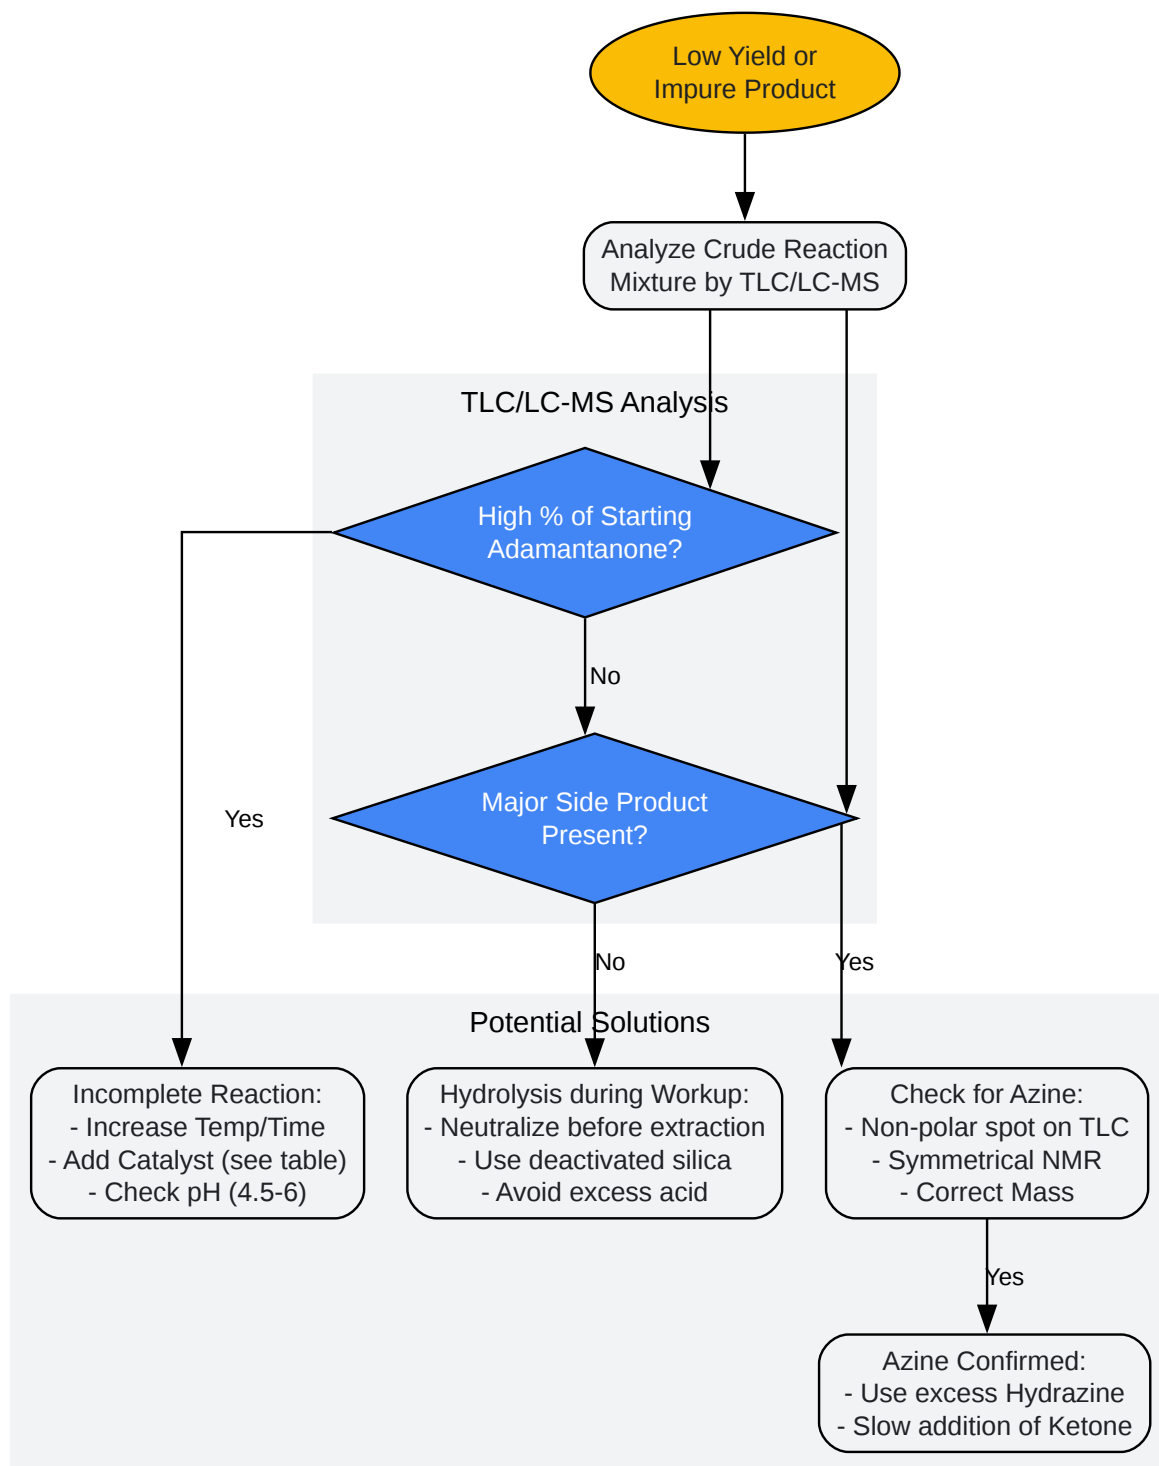 Low Yield or
Impure Product
Analyze Crude Reaction
Mixture by TLC/LC-MS
TLC/LC-MS Analysis
High % of Starting
Adamantanone?
No
Major Side Product
Present?
Yes
No
Yes
Potential Solutions
Incomplete Reaction:
- Increase Temp/Time
- Add Catalyst (see table)
- Check pH (4.5-6)
Hydrolysis during Workup:
- Neutralize before extraction
- Use deactivated silica
- Avoid excess acid
Check for Azine:
- Non-polar spot on TLC
- Symmetrical NMR
- Correct Mass
Yes
Azine Confirmed:
- Use excess Hydrazine
- Slow addition of Ketone